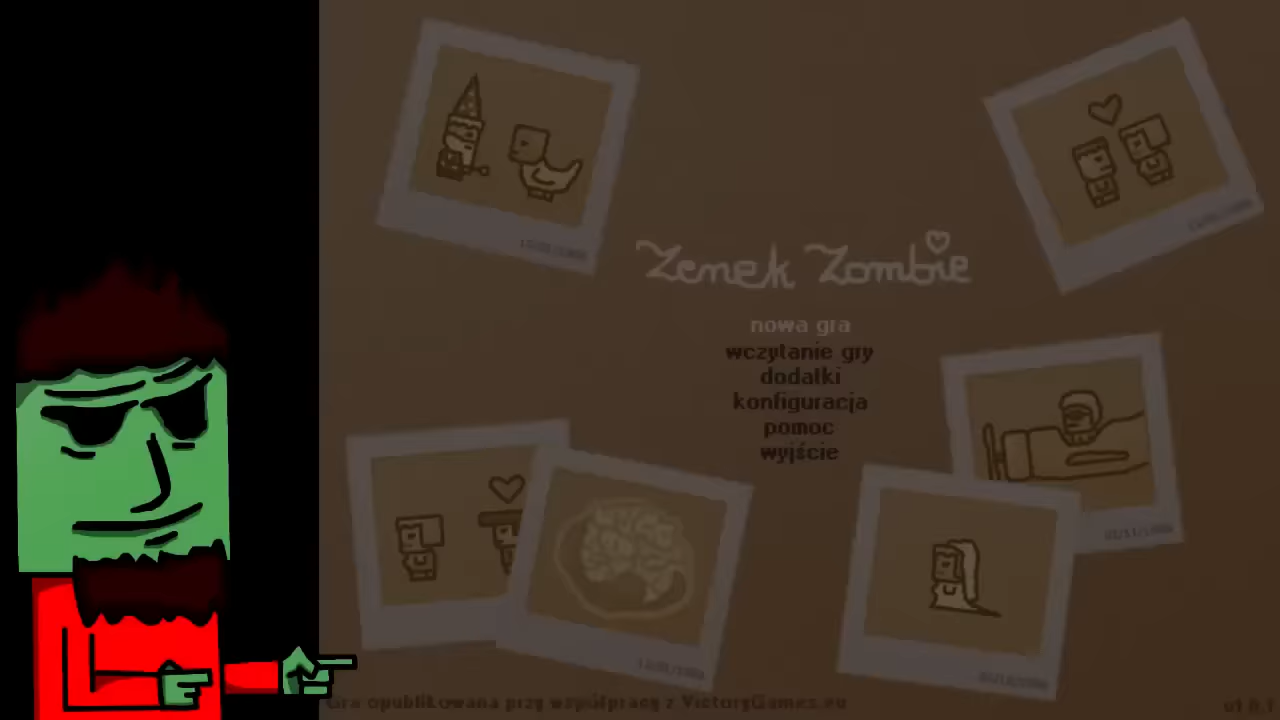 Zenek Zombie
nowa gra
wczytanie gry
dodatki
konfiguracja
pomoc
wyjście
Gra opublikowana przy współpracy z VictoryGames.eu